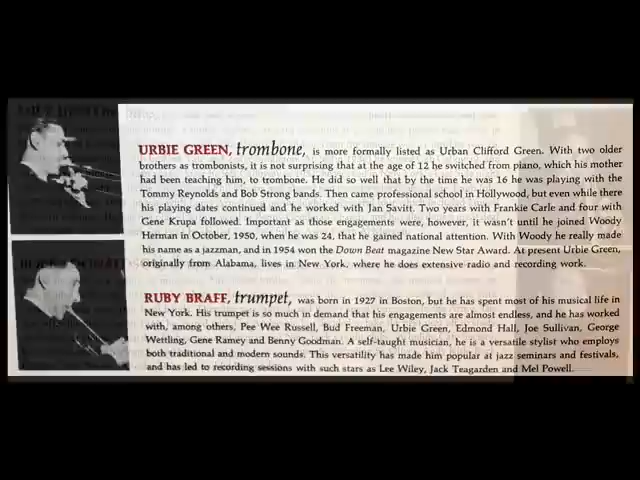 URBIE GREEN, trombone, is more formally listed as Urban Clifford Green. With two older
brothers as trombonists, it is not surprising that at the age of 12 he switched from piano, which his mother
had been teaching him, to trombone. He did so well that by the time he was 16 he was playing with the
Tommy Reynolds and Bob Strong bands. Then came professional school in Hollywood, but even while there
his playing dates continued and he worked with Jan Savitt. Two years with Frankie Carle and four with
Gene Krupa followed. Important as those engagements were, however, it wasn't until he joined Woody
Herman in October, 1950, when he was 24, that he gained national attention. With Woody he really made
his name as a jazzman, and in 1954 won the Down Beat magazine New Star Award. At present Urbie Green,
originally from Alabama, lives in New York, where he does extensive radio and recording work.
RUBY BRAFF, trumpet, was born in 1927 in Boston, but he has spent most of his musical life in
New York. His trumpet is so much in demand that his engagements are almost endless, and he has worked
with, among others, Pee Wee Russell, Bud Freeman, Urbie Green, Edmond Hall, Joe Sullivan, George
Wettling, Gene Ramey and Benny Goodman. A self-taught musician, he is a versatile stylist who employs
both traditional and modern sounds. This versatility has made him popular at jazz seminars and festivals,
and has led to recording sessions with such stars as Lee Wiley, Jack Teagarden and Mel Powell.